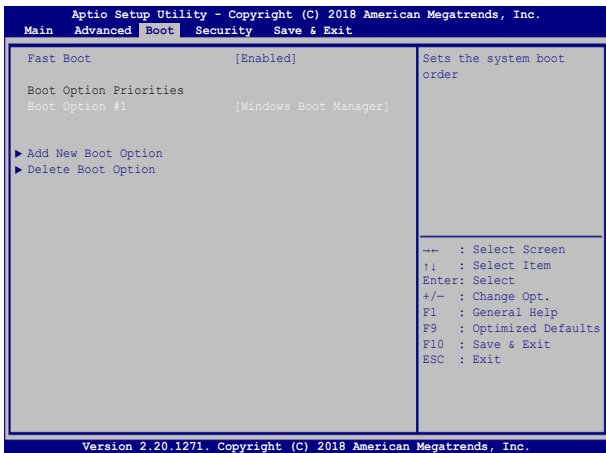 Aptio Setup Utility - Copyright (C) 2018 American Megatrends, Inc.
Main Advanced Boot Security Save & Exit
Fast Boot [Enabled]
Boot Option Priorities
Boot Option #1 [Windows Boot Manager]
▶ Add New Boot Option
▶ Delete Boot Option
Sets the system boot
order
→← : Select Screen
↑↓ : Select Item
Enter: Select
+/— : Change Opt.
F1 : General Help
F9 : Optimized Defaults
F10 : Save & Exit
ESC : Exit
Version 2.20.1271. Copyright (C) 2018 American Megatrends, Inc.